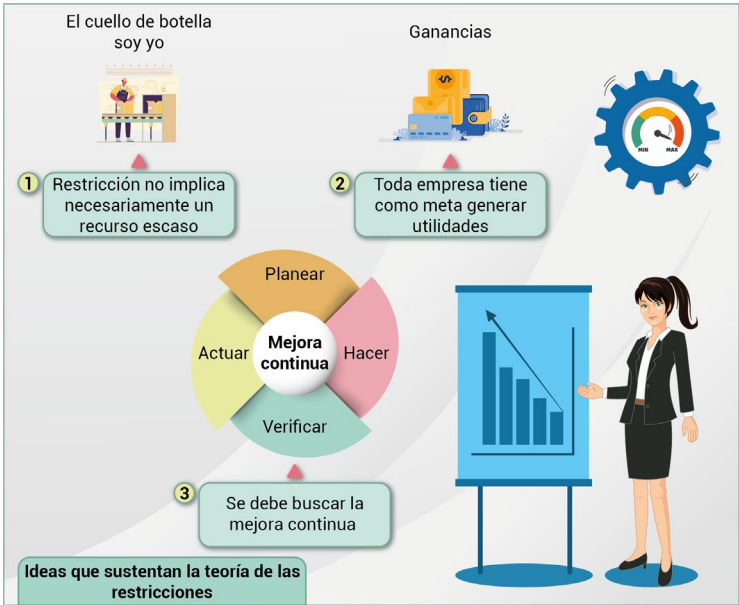 El cuello de botella
soy yo
Ganancias
MIN
MAX
1
Restricción no implica
necesariamente un
recurso escaso
2
Toda empresa tiene
como meta generar
utilidades
Planear
Actuar
Mejora
continua
Hacer
Verificar
3
Se debe buscar la
mejora continua
Ideas que sustentan la teoría de las
restricciones